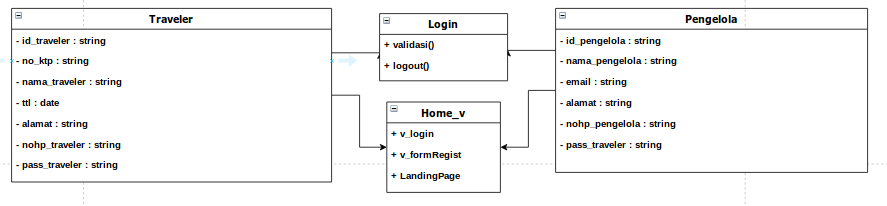 Traveler
- id_traveler : string
- no_ktp : string
- nama_traveler : string
- ttl : date
- alamat : string
- nohp_traveler : string
- pass_traveler : string
Login
+ validasi()
+ logout()
Home_v
+ v_login
+ v_formRegist
+ LandingPage
Pengelola
- id_pengelola : string
- nama_pengelola : string
- email : string
- alamat : string
- nohp_pengelola : string
- pass_traveler : string